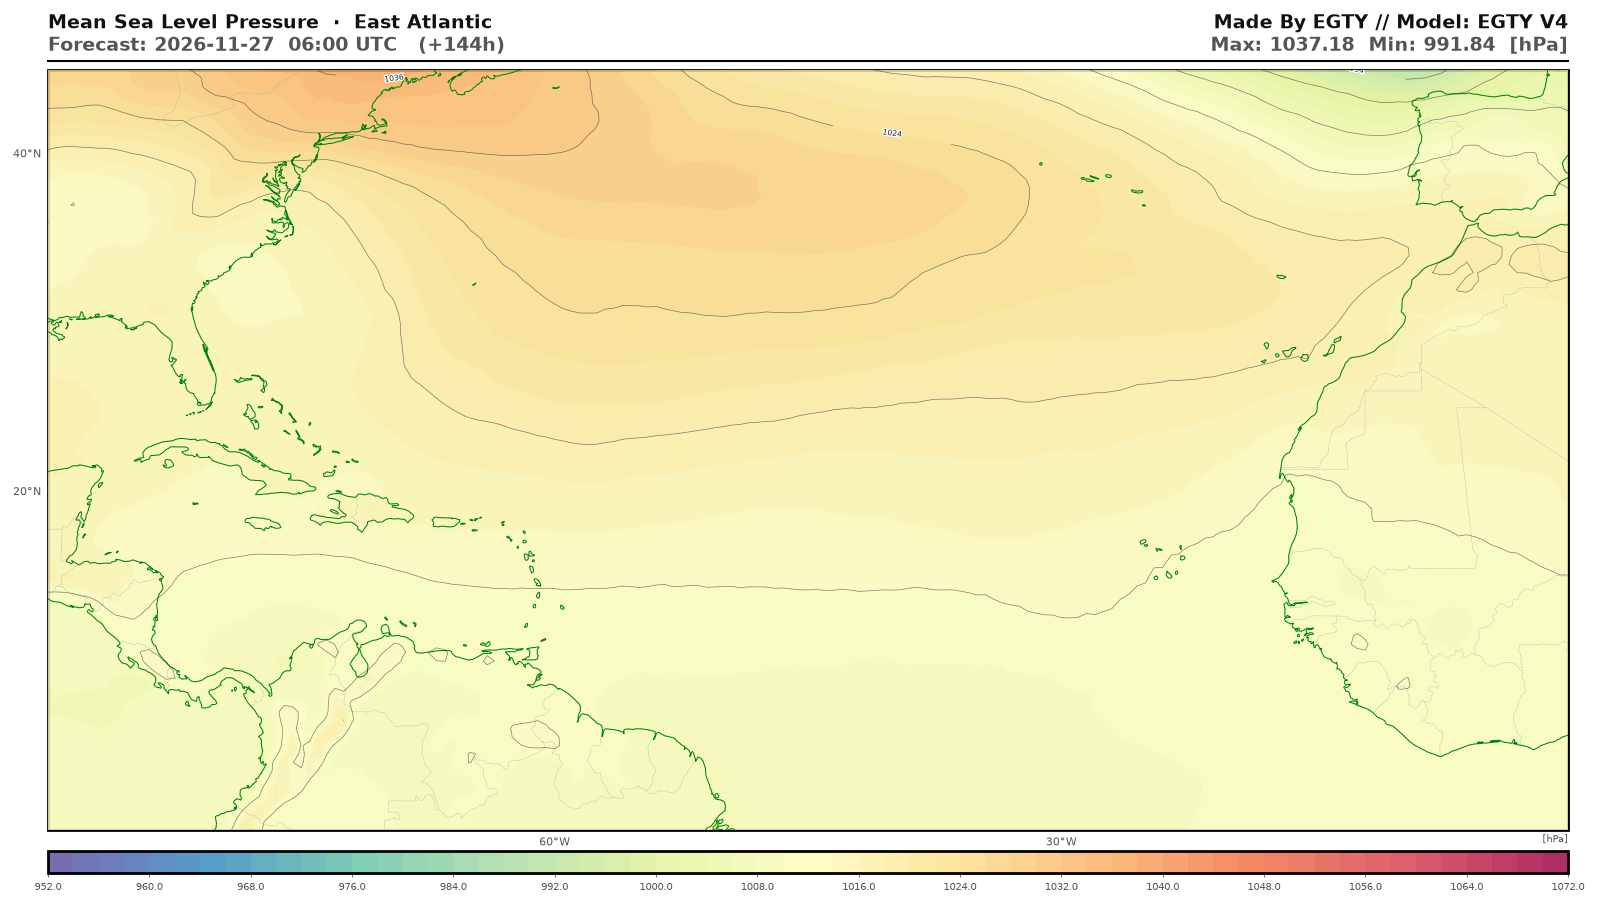 Mean Sea Level Pressure · East Atlantic
Made By EGTY // Model: EGTY V4
Forecast: 2026-11-27 06:00 UTC (+144h)
Max: 1037.18 Min: 991.84 [hPa]
1036
1024
40°N
20°N
60°W
30°W
[hPa]
952.0 960.0 968.0 976.0 984.0 992.0 1000.0 1008.0 1016.0 1024.0 1032.0 1040.0 1048.0 1056.0 1064.0 1072.0